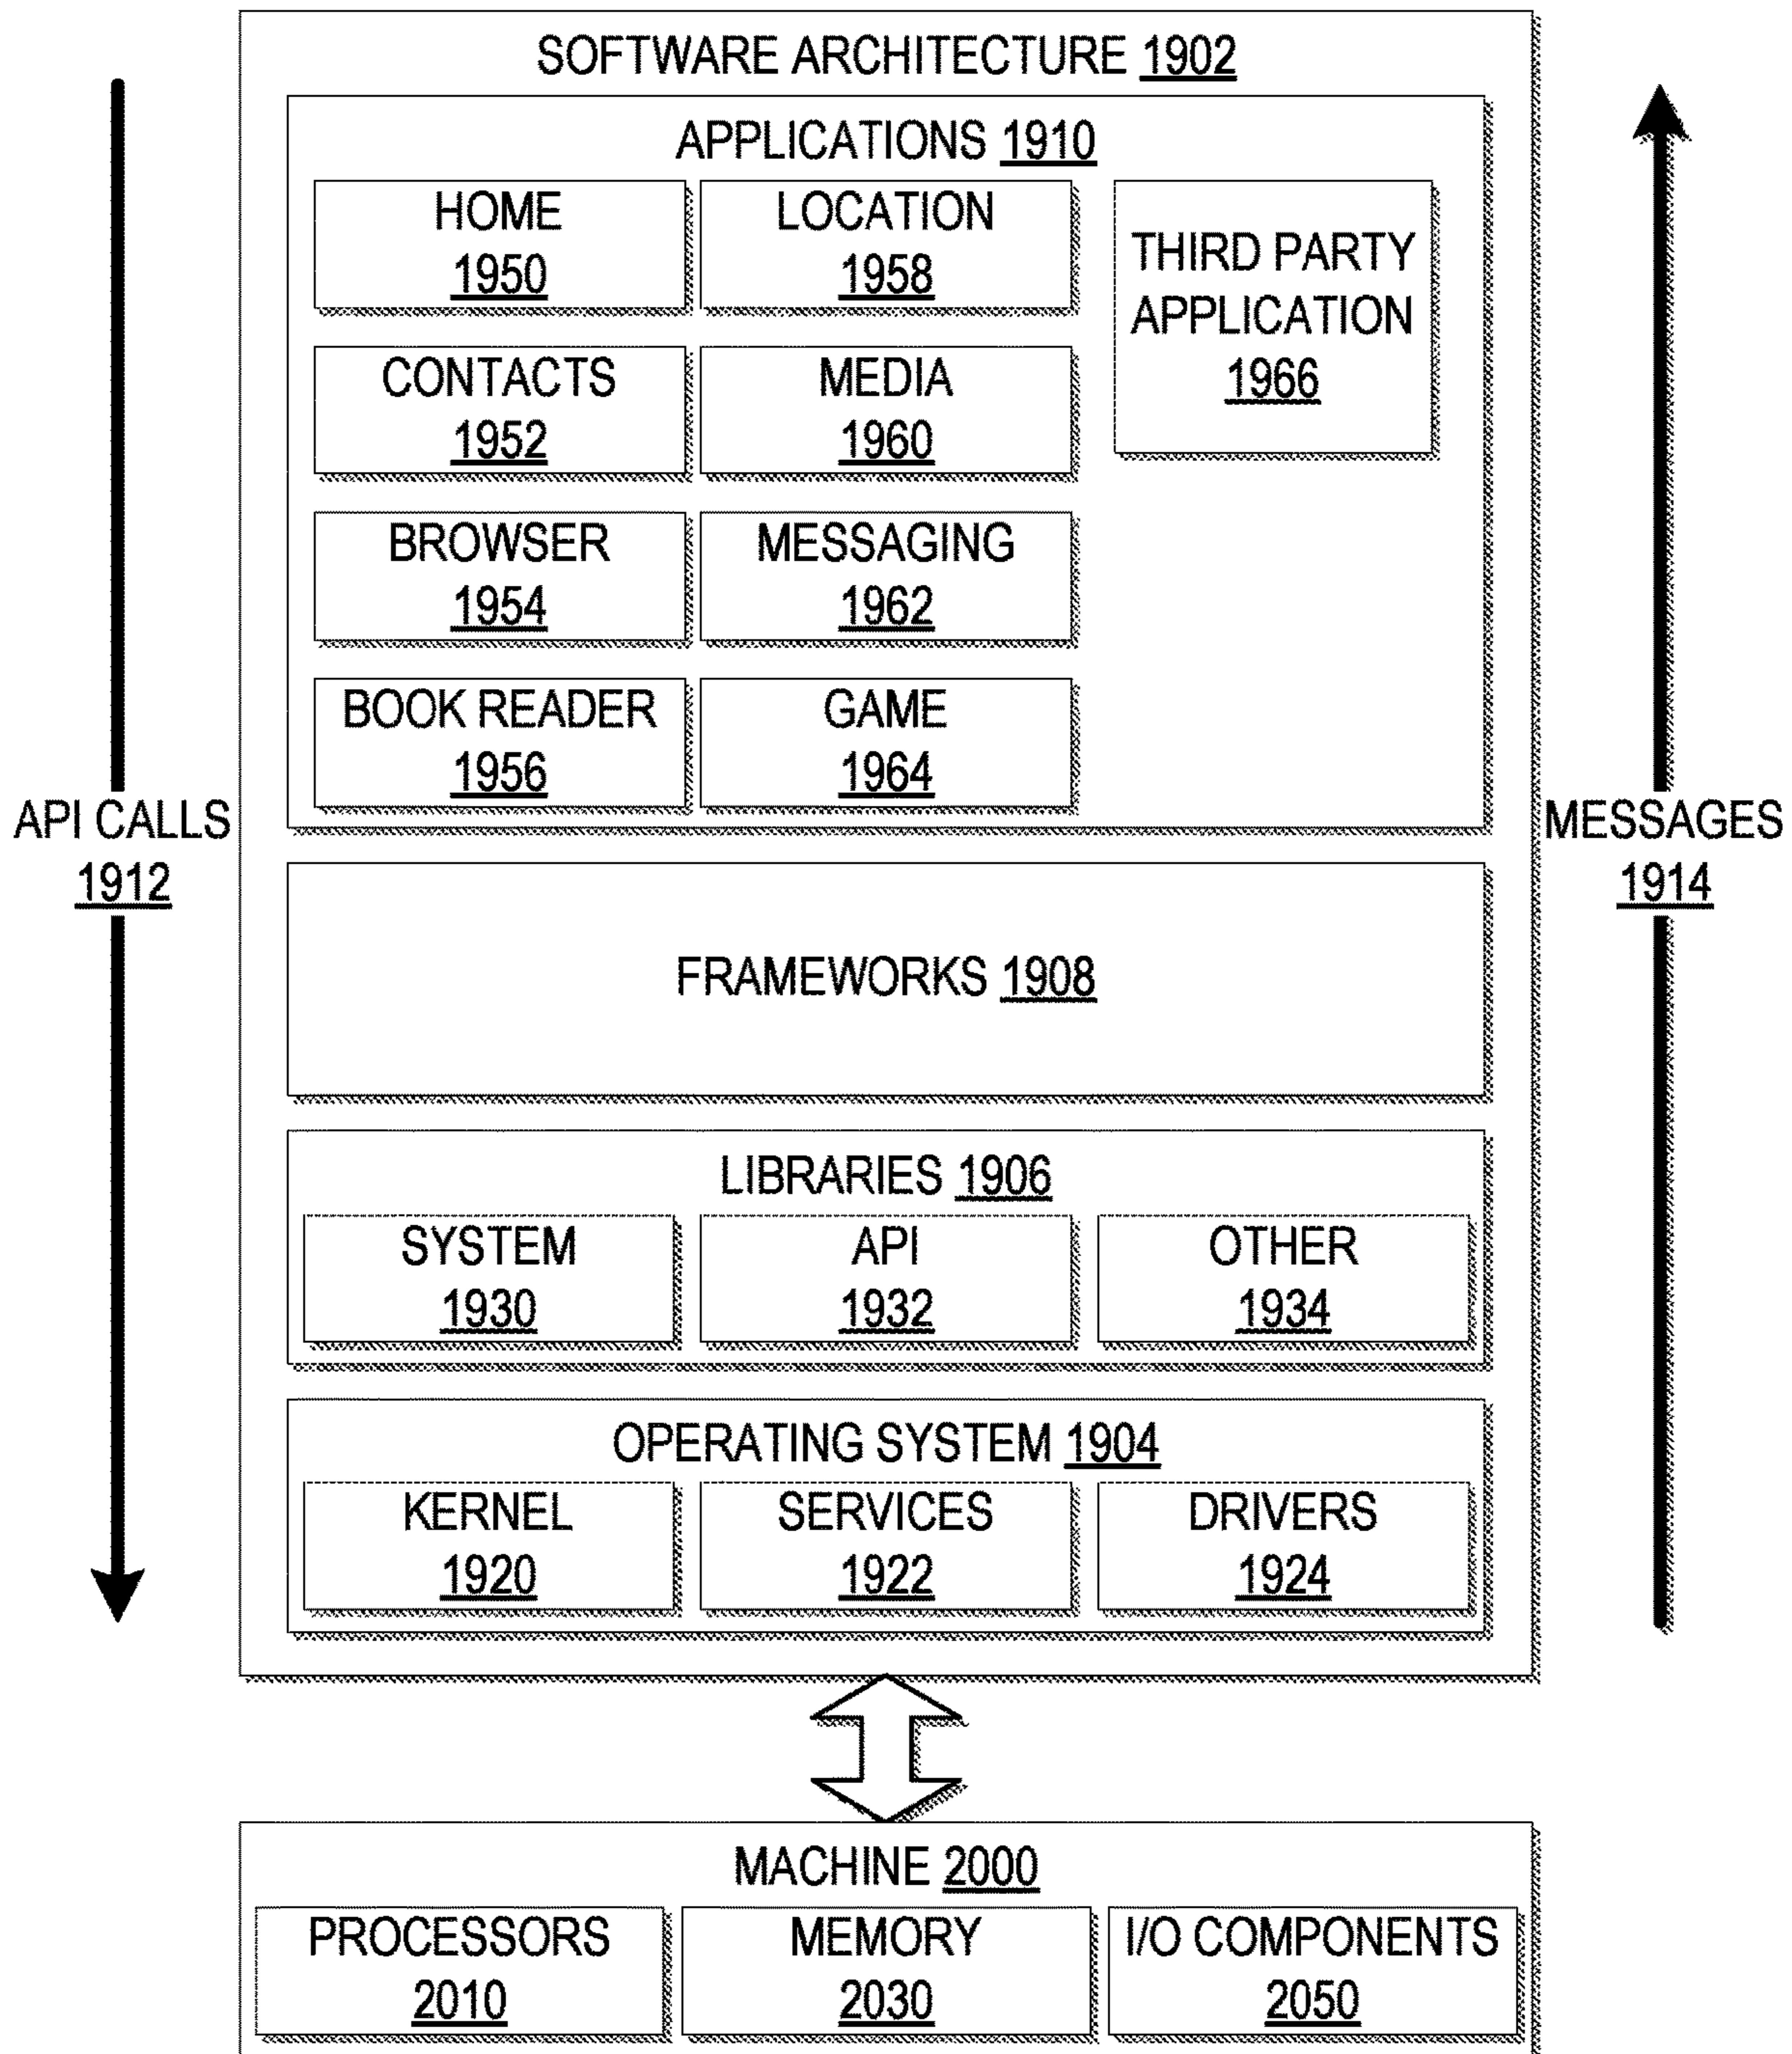 SOFTWARE ARCHITECTURE 1902
APPLICATIONS 1910
HOME
1950
LOCATION
1958
THIRD PARTY
APPLICATION
1966
CONTACTS
1952
MEDIA
1960
BROWSER
1954
MESSAGING
1962
BOOK READER
1956
GAME
1964
API CALLS
1912
MESSAGES
1914
FRAMEWORKS 1908
LIBRARIES 1906
SYSTEM
1930
API
1932
OTHER
1934
OPERATING SYSTEM 1904
KERNEL
1920
SERVICES
1922
DRIVERS
1924
MACHINE 2000
PROCESSORS
2010
MEMORY
2030
I/O COMPONENTS
2050